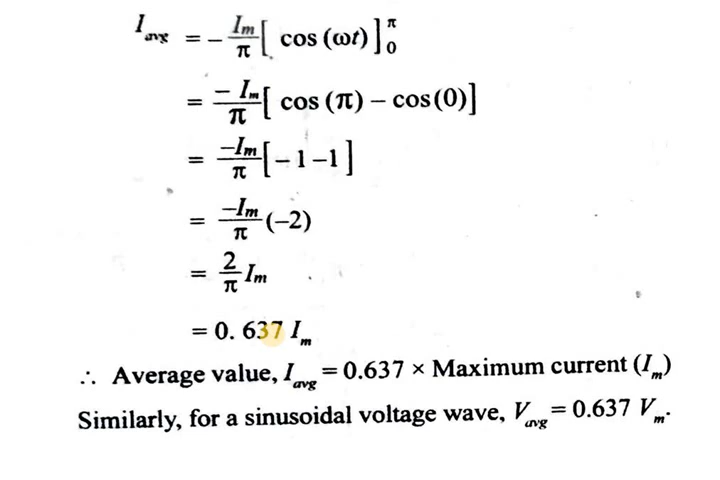 I_avg = − I_m/π [ cos (ωt) ]_0^π
= −I_m/π [ cos (π) – cos (0)]
= −I_m/π [ – 1 –1 ]
= −I_m/π (–2)
= 2/π I_m
= 0. 637 I_m
∴ Average value, I_avg = 0.637 × Maximum current (I_m)
Similarly, for a sinusoidal voltage wave, V_avg = 0.637 V_m.